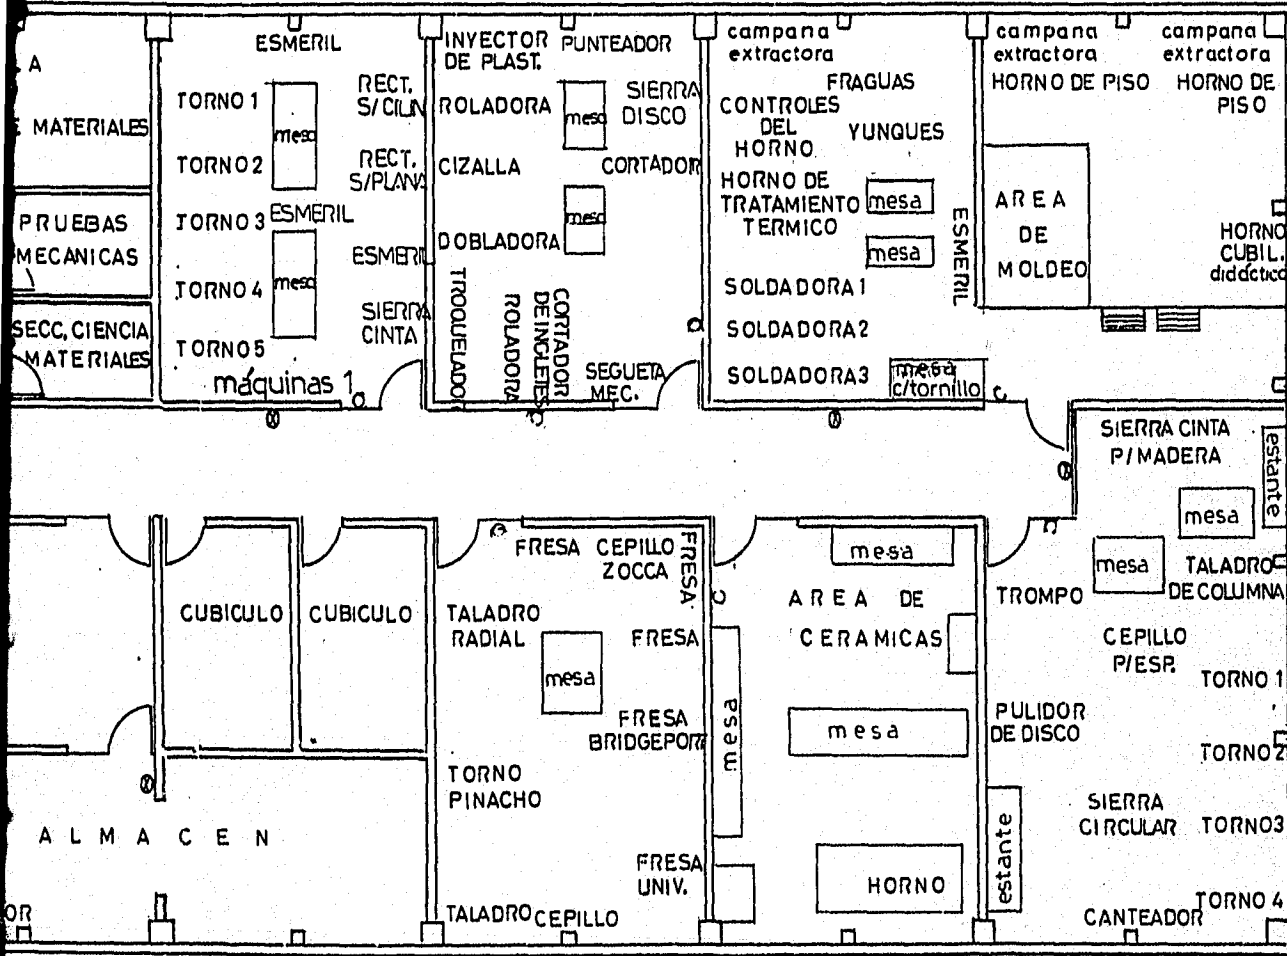 A
MATERIALES
PRUEBAS
MECANICAS
SECC. CIENCIA
MATERIALES
ESMERIL
TORNO 1
mesa
RECT.
S/CILIN
TORNO 2
RECT.
S/PLANA
TORNO 3
ESMERIL
ESMERIL
TORNO 4
mesa
SIERRA
CINTA
TORNO 5
máquinas 1
INYECTOR
DE PLAST.
PUNTEADOR
ROLADORA
mesa
SIERRA
DISCO
CIZALLA
CORTADOR
mesa
DOBLADORA
TROQUELADOR
ROLADORA
CORTADOR
DE INGLETES
SEGUETA
MEC.
campana
extractora
FRAGUAS
CONTROLES
DEL
HORNO
YUNQUES
HORNO DE
TRATAMIENTO
TERMICO
mesa
mesa
ESMERIL
SOLDADORA 1
SOLDADORA 2
SOLDADORA 3
mesa
c/tornillo
campana
extractora
HORNO DE PISO
campana
extractora
HORNO DE
PISO
AREA
DE
MOLDEO
HORNO
CUBIL.
didáctico
SIERRA CINTA
P/MADERA
estante
mesa
mesa
TALADRO
DE COLUMNA
TROMPO
CEPILLO
P/ESP.
TORNO 1
PULIDOR
DE DISCO
TORNO 2
SIERRA
CIRCULAR
TORNO 3
estante
TORNO 4
CANTEADOR
CUBICULO
CUBICULO
ALMACEN
OR
FRESA
CEPILLO
ZOCCA
FRESA
TALADRO
RADIAL
FRESA
mesa
FRESA
BRIDGEPORT
TORNO
PINACHO
FRESA
UNIV.
TALADRO
CEPILLO
mesa
AREA DE
CERAMICAS
mesa
mesa
HORNO